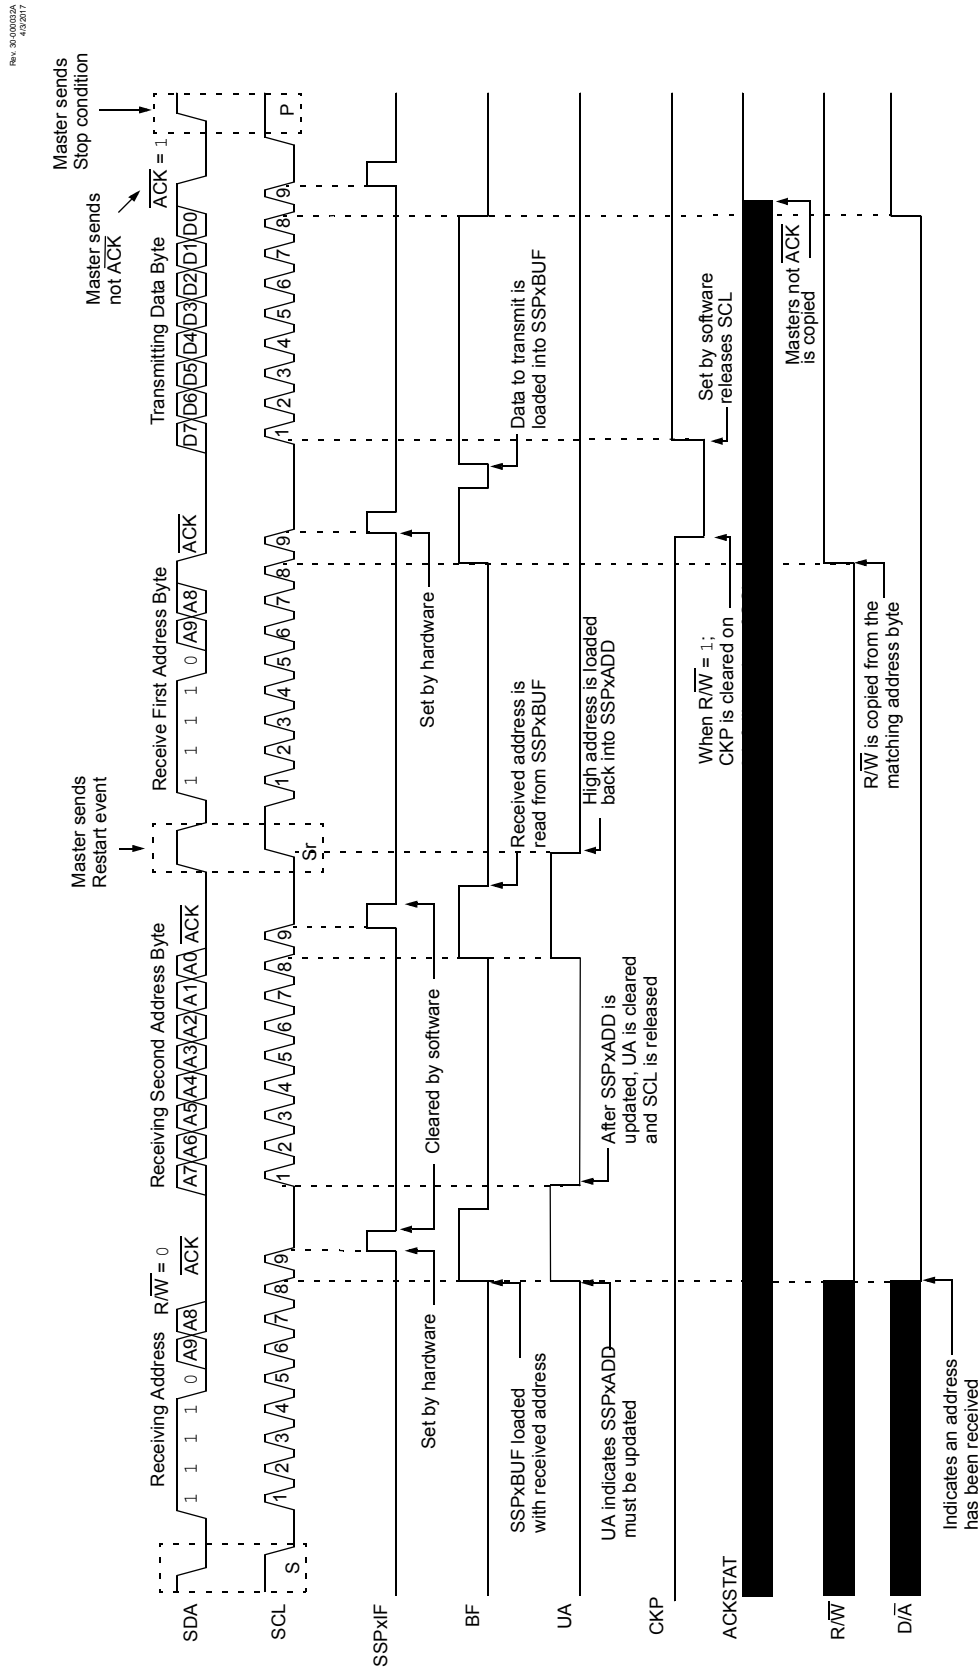 Rev. 30-000032A
4/3/2017
Master sends
Stop condition
Master sends
not A̅C̅K̅
Master sends
Restart event
Receiving Address R/W̅ = 0
Receiving Second Address Byte
Receive First Address Byte
Transmitting Data Byte
A̅C̅K̅ = 1
SDA
1 1 1 1 0 A9 A8 A̅C̅K̅
A7 A6 A5 A4 A3 A2 A1 A0 A̅C̅K̅
1 1 1 1 0 A9 A8 A̅C̅K̅
D7 D6 D5 D4 D3 D2 D1 D0
SCL
S
1 2 3 4 5 6 7 8 9
1 2 3 4 5 6 7 8 9
Sr
1 2 3 4 5 6 7 8 9
1 2 3 4 5 6 7 8 9
P
SSPxIF
Set by hardware
Cleared by software
Set by hardware
BF
SSPxBUF loaded
with received address
Received address is
read from SSPxBUF
Data to transmit is
loaded into SSPxBUF
UA
UA indicates SSPxADD
must be updated
After SSPxADD is
updated, UA is cleared
and SCL is released
High address is loaded
back into SSPxADD
CKP
When R/W̅ = 1;
CKP is cleared on
Set by software
releases SCL
ACKSTAT
Masters not A̅C̅K̅
is copied
R/W̅
R/W̅ is copied from the
matching address byte
D/A̅
Indicates an address
has been received